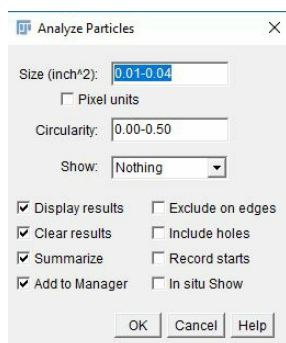 Analyze Particles
Size (inch^2): 0.01-0.04
Pixel units
Circularity: 0.00-0.50
Show: Nothing
Display results Exclude on edges
Clear results Include holes
Summarize Record starts
Add to Manager In situ Show
OK Cancel Help